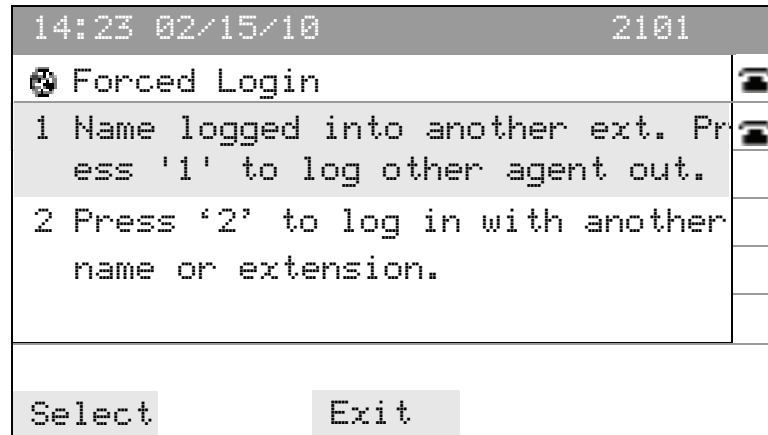 14:23 02/15/10 2101
Forced Login
1 Name logged into another ext. Pr
ess '1' to log other agent out.
2 Press ‘2’ to log in with another
name or extension.
Select Exit